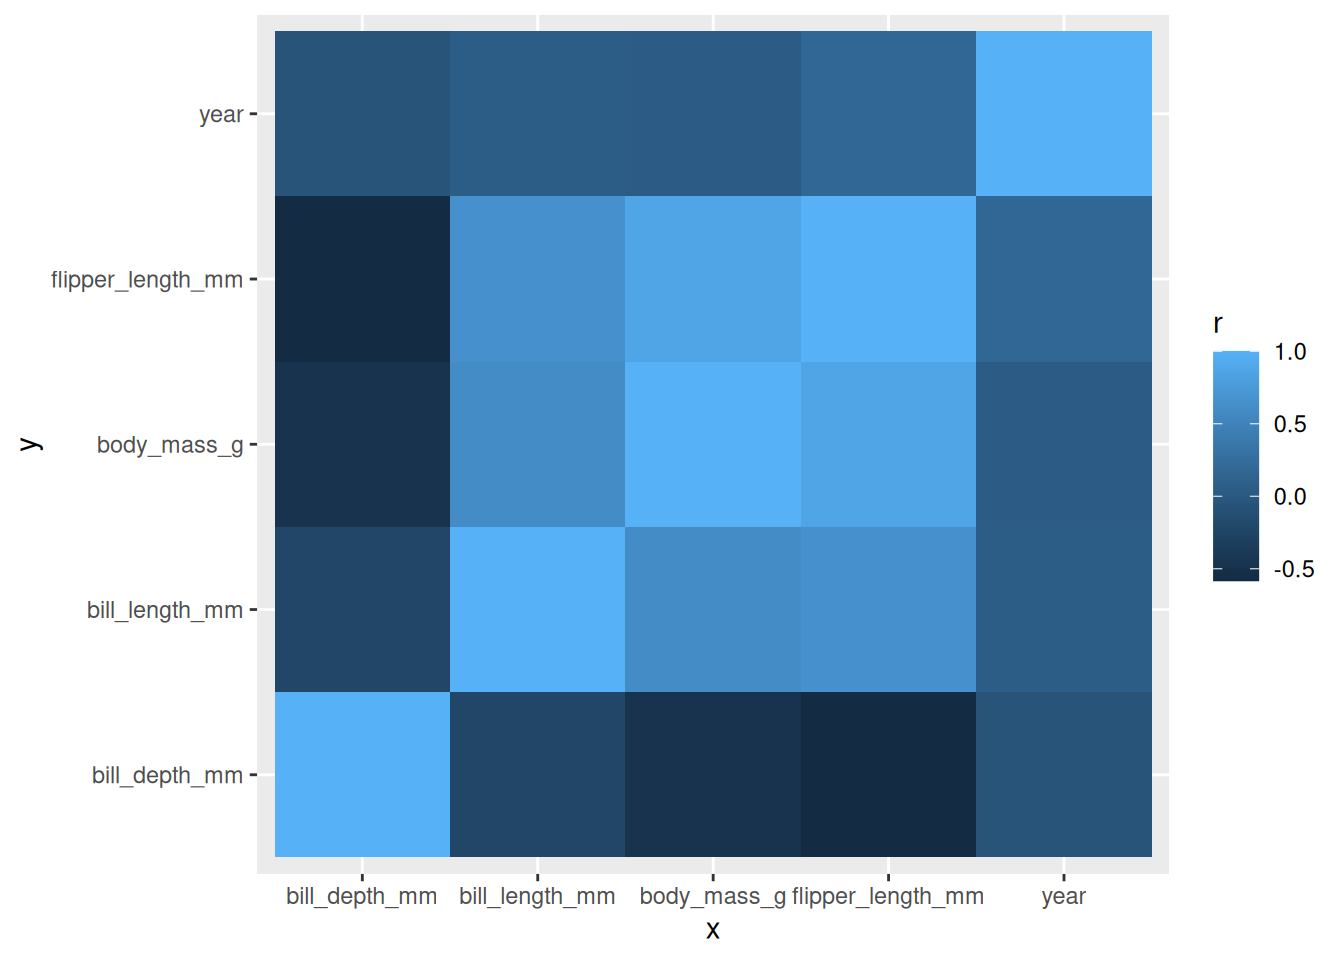 year
flipper_length_mm
body_mass_g
bill_length_mm
bill_depth_mm
y
bill_depth_mm bill_length_mm body_mass_g flipper_length_mm year
x
r
1.0
0.5
0.0
-0.5